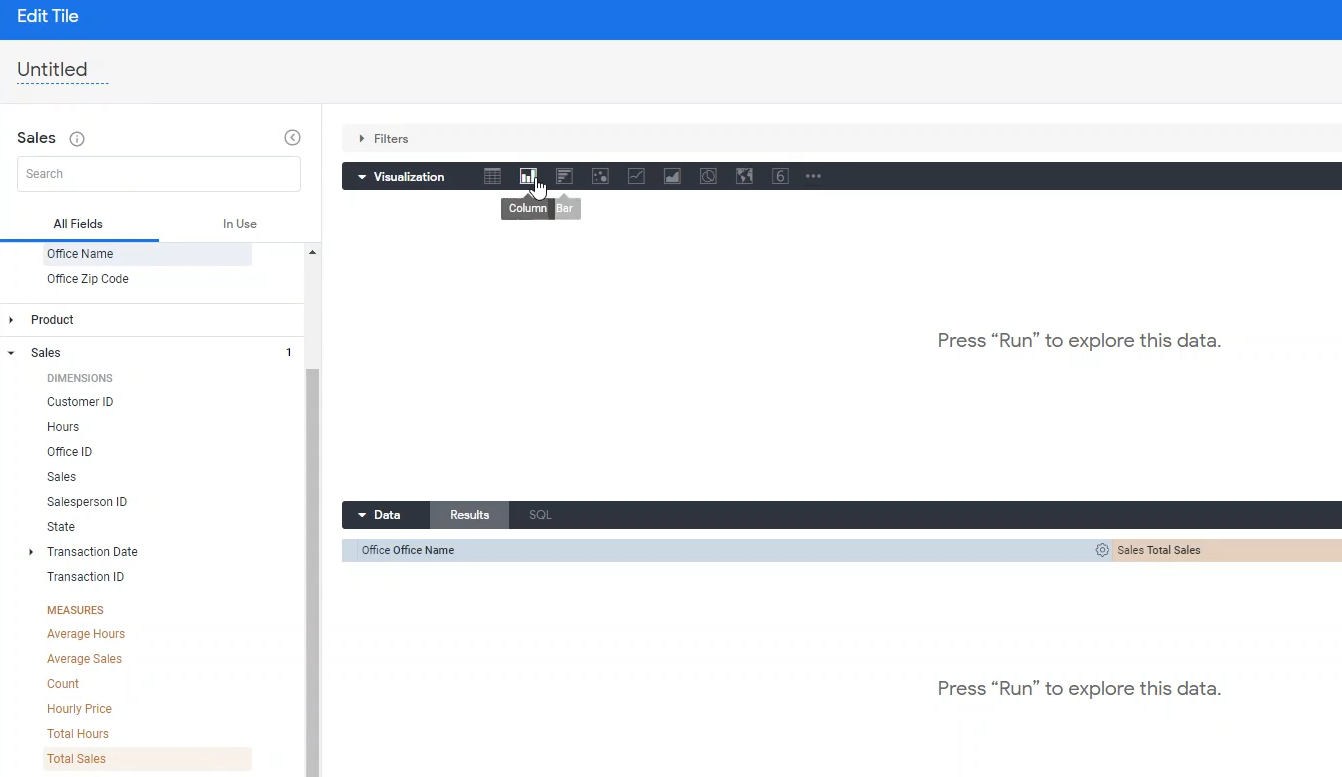 Edit Tile
Untitled
Sales
Search
All Fields In Use
Office Name
Office Zip Code
Product
Sales 1
DIMENSIONS
Customer ID
Hours
Office ID
Sales
Salesperson ID
State
Transaction Date
Transaction ID
MEASURES
Average Hours
Average Sales
Count
Hourly Price
Total Hours
Total Sales
Filters
Visualization 6
Column Bar
Press “Run” to explore this data.
Data Results SQL
Office Office Name Sales Total Sales
Press “Run” to explore this data.